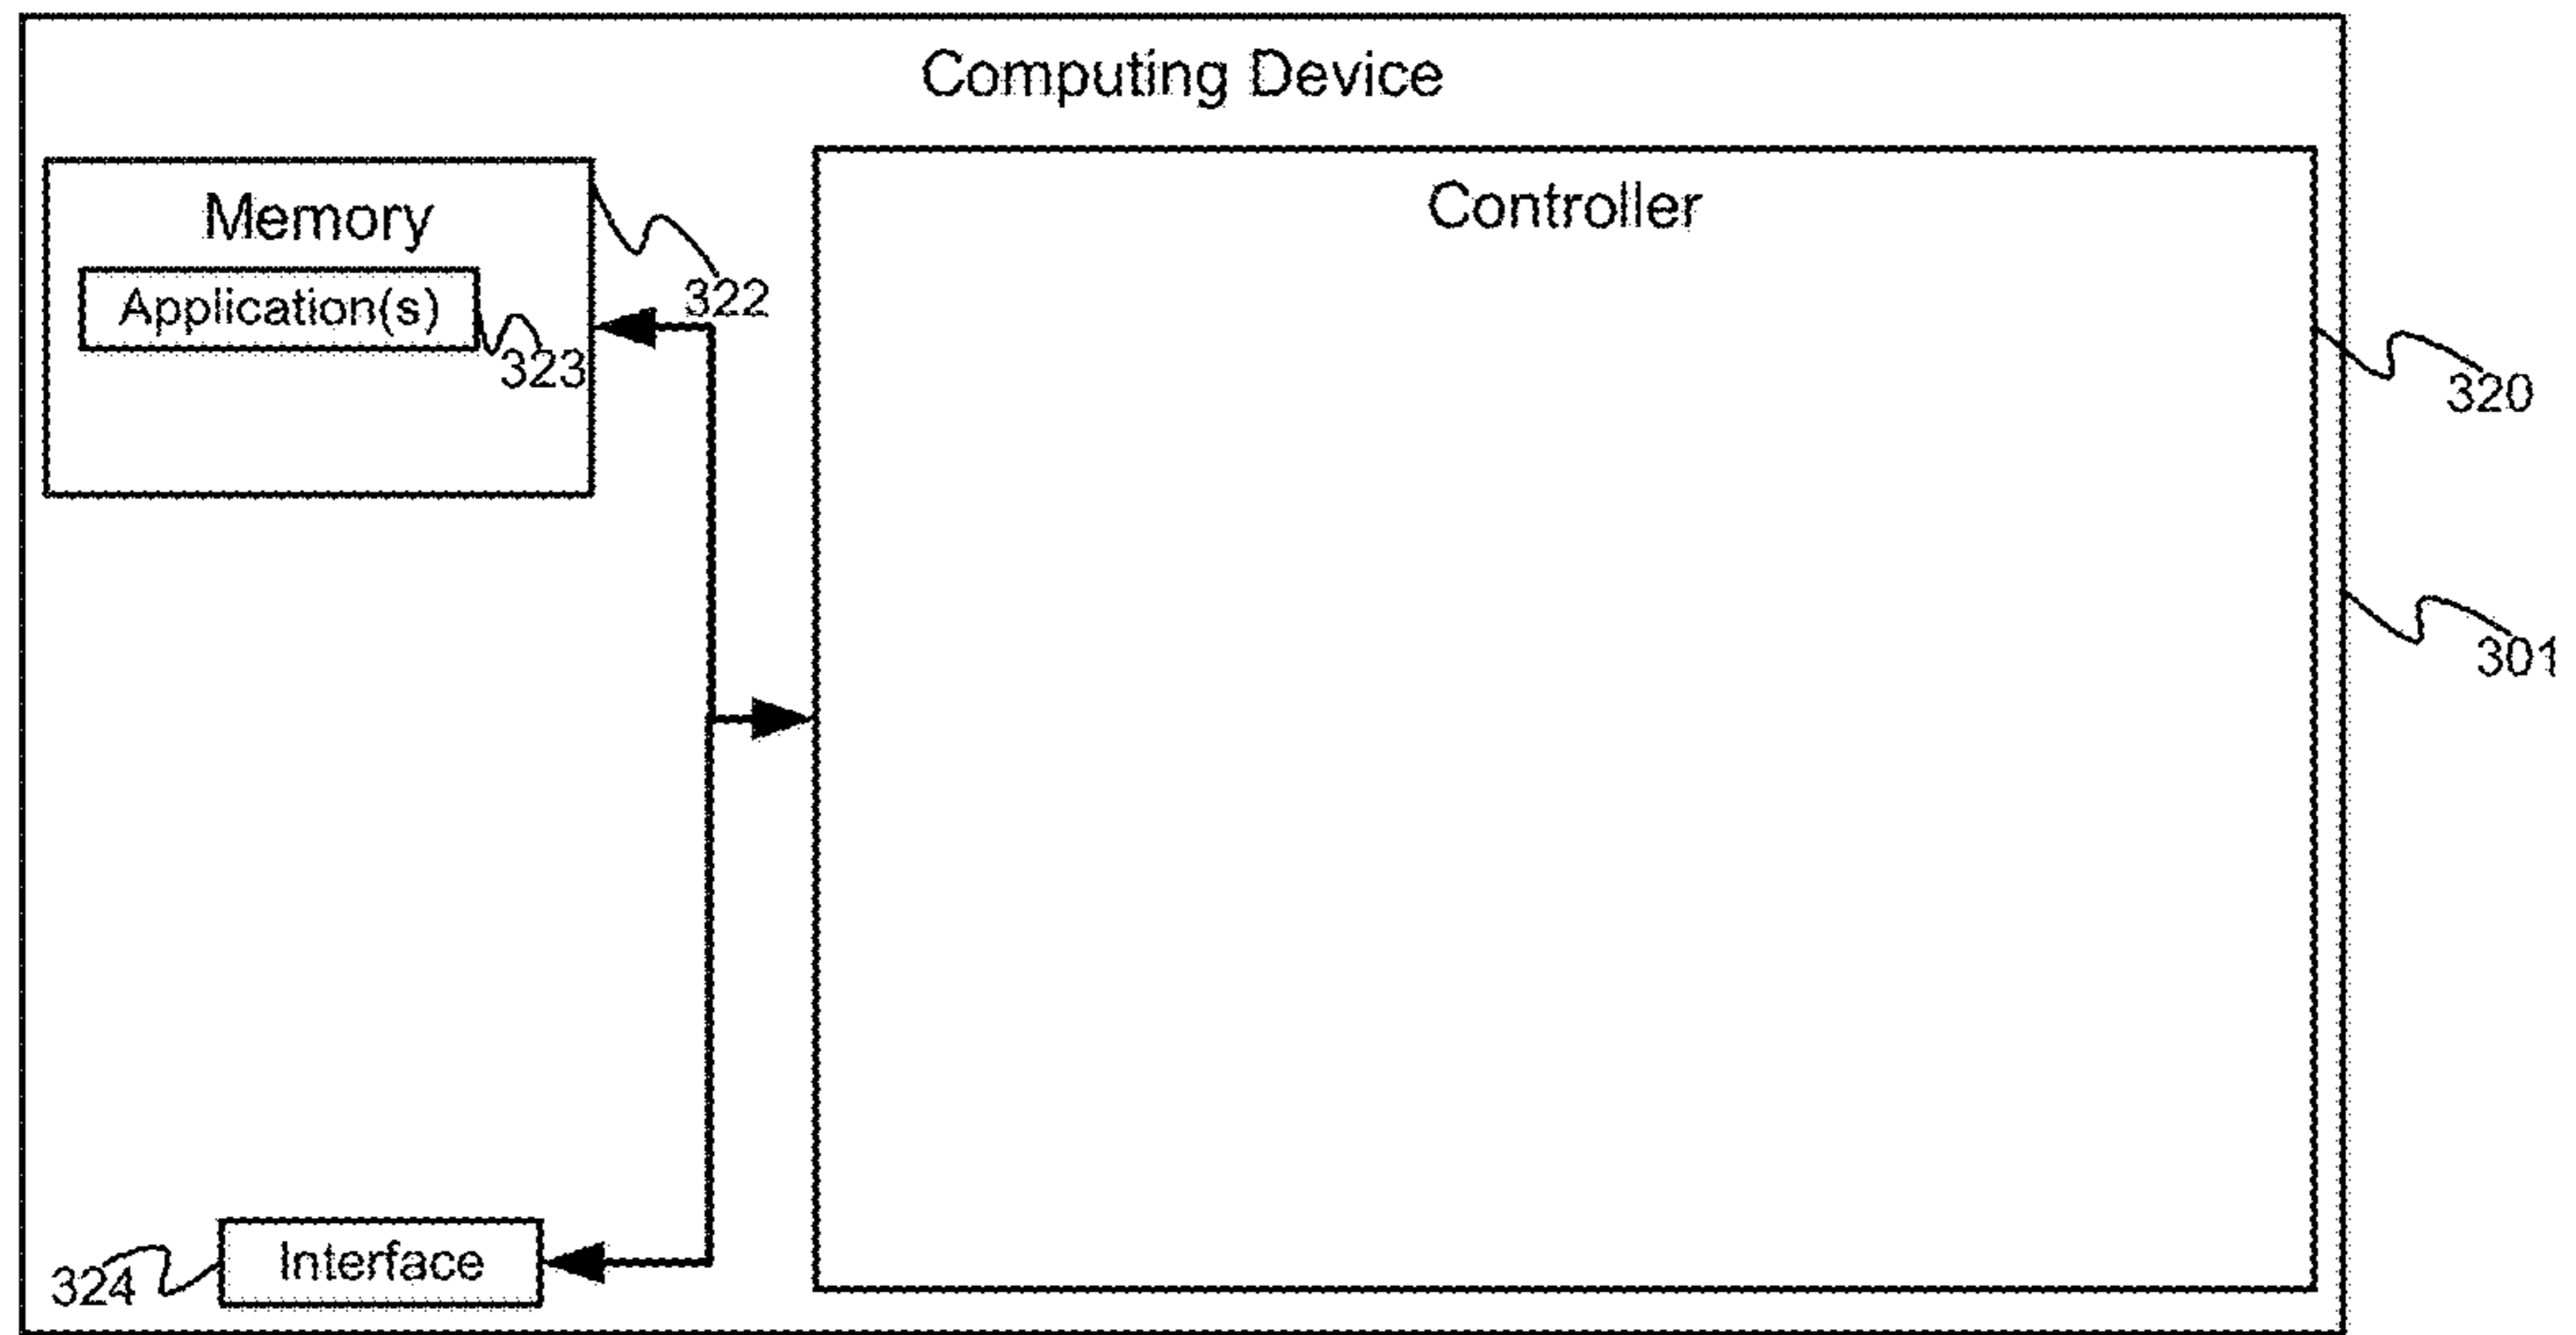 Computing Device
Memory
Controller
322
Application(s)
323
320
301
Interface
324